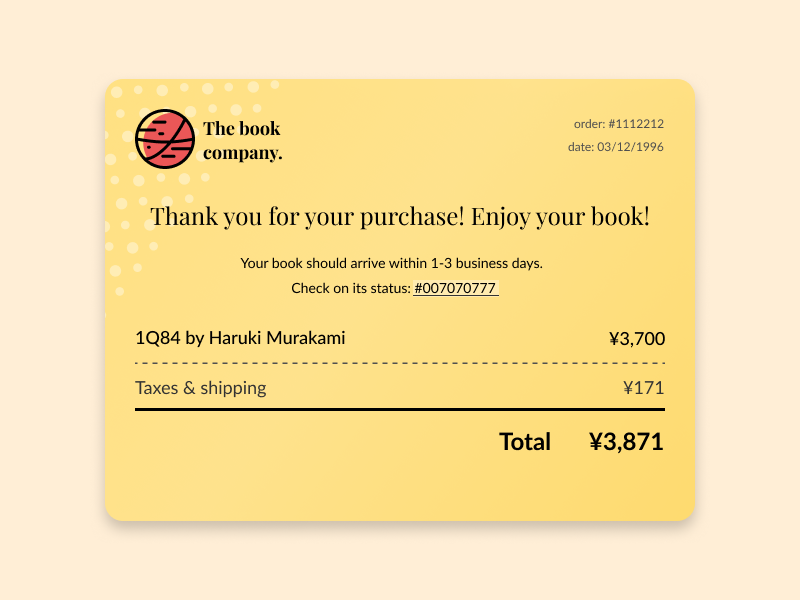 The book
company.
order: #1112212
date: 03/12/1996
Thank you for your purchase! Enjoy your book!
Your book should arrive within 1-3 business days.
Check on its status: #007070777
1Q84 by Haruki Murakami ¥3,700
Taxes & shipping ¥171
Total ¥3,871